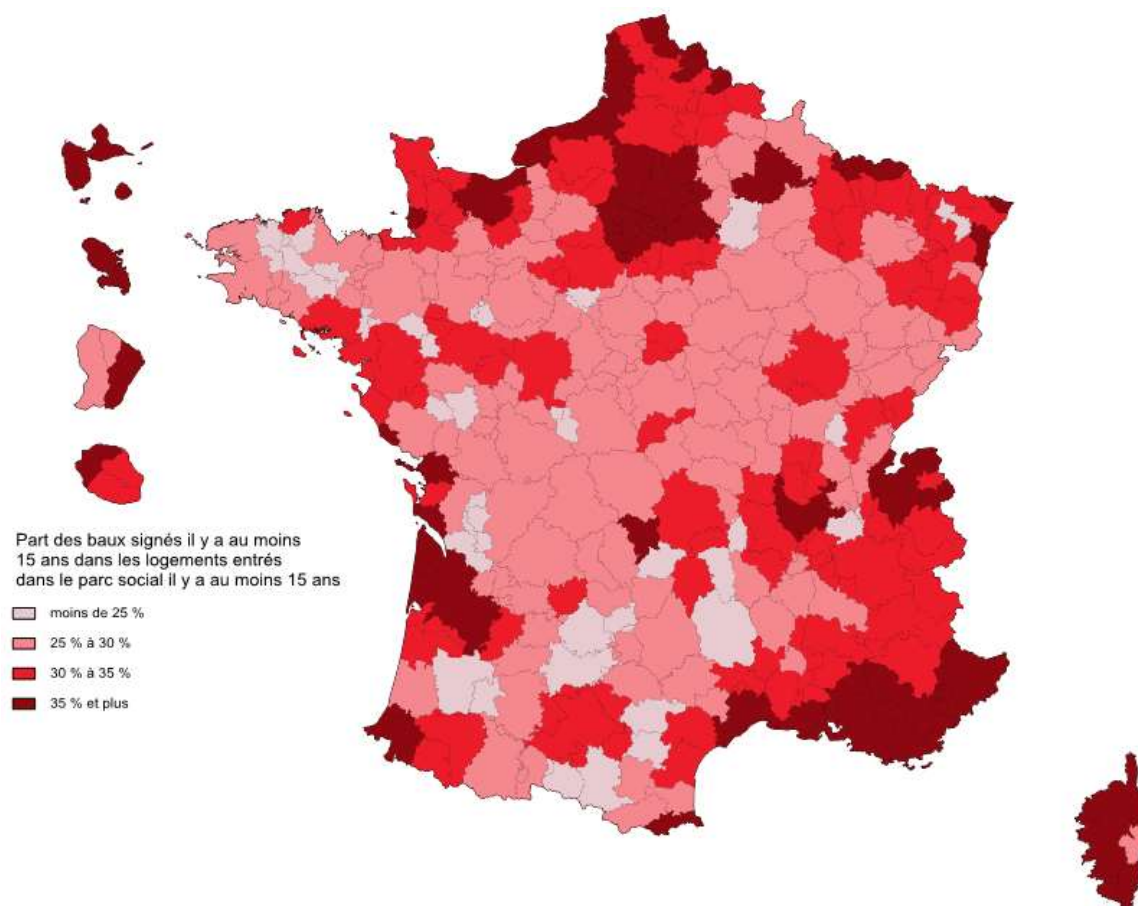 Part des baux signés il y a au moins
15 ans dans les logements entrés
dans le parc social il y a au moins 15 ans
moins de 25 %
25 % à 30 %
30 % à 35 %
35 % et plus